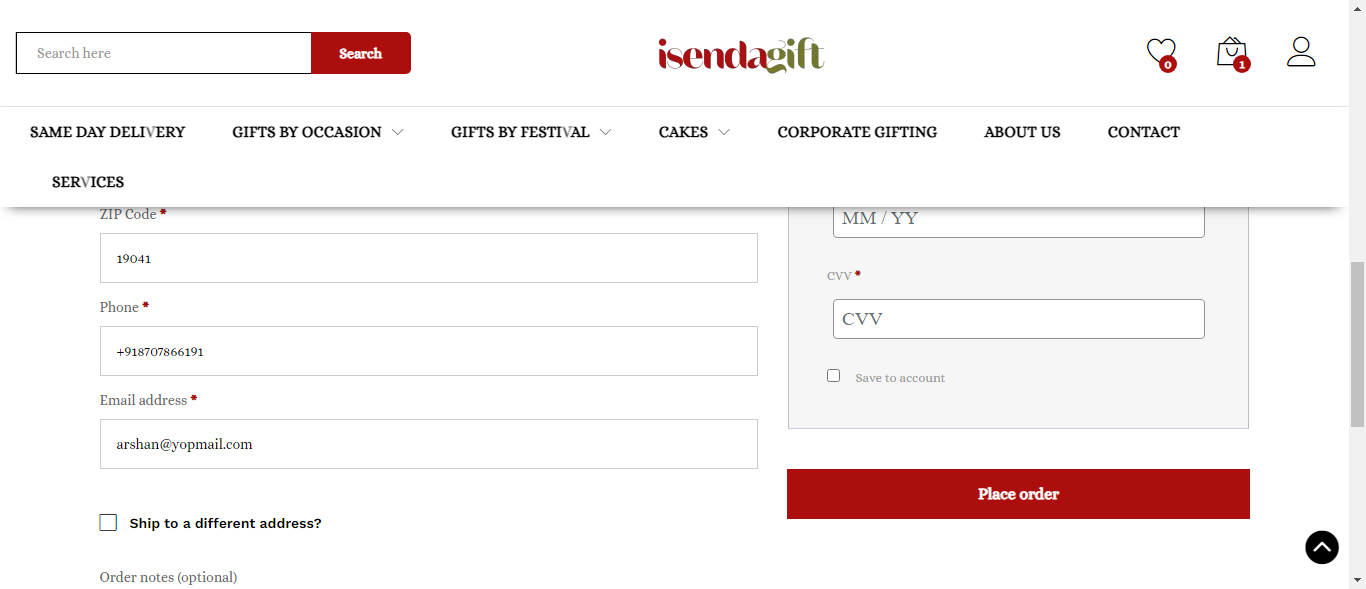 Search here
Search
isendagift
0
1
SAME DAY DELIVERY
GIFTS BY OCCASION
GIFTS BY FESTIVAL
CAKES
CORPORATE GIFTING
ABOUT US
CONTACT
SERVICES
ZIP Code *
19041
Phone *
+918707866191
Email address *
arshan@yopmail.com
Ship to a different address?
Order notes (optional)
MM / YY
CVV *
CVV
Save to account
Place order